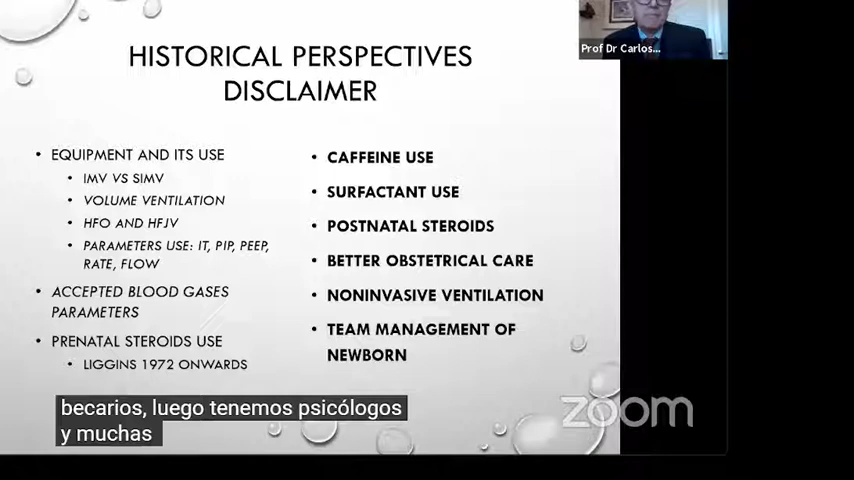 Prof Dr Carlos...
HISTORICAL PERSPECTIVES
DISCLAIMER
• EQUIPMENT AND ITS USE
• IMV VS SIMV
• VOLUME VENTILATION
• HFO AND HFJV
• PARAMETERS USE: IT, PIP, PEEP,
RATE, FLOW
• ACCEPTED BLOOD GASES
PARAMETERS
• PRENATAL STEROIDS USE
• LIGGINS 1972 ONWARDS
• CAFFEINE USE
• SURFACTANT USE
• POSTNATAL STEROIDS
• BETTER OBSTETRICAL CARE
• NONINVASIVE VENTILATION
• TEAM MANAGEMENT OF
NEWBORN
becarios, luego tenemos psicólogos
y muchas
zoom